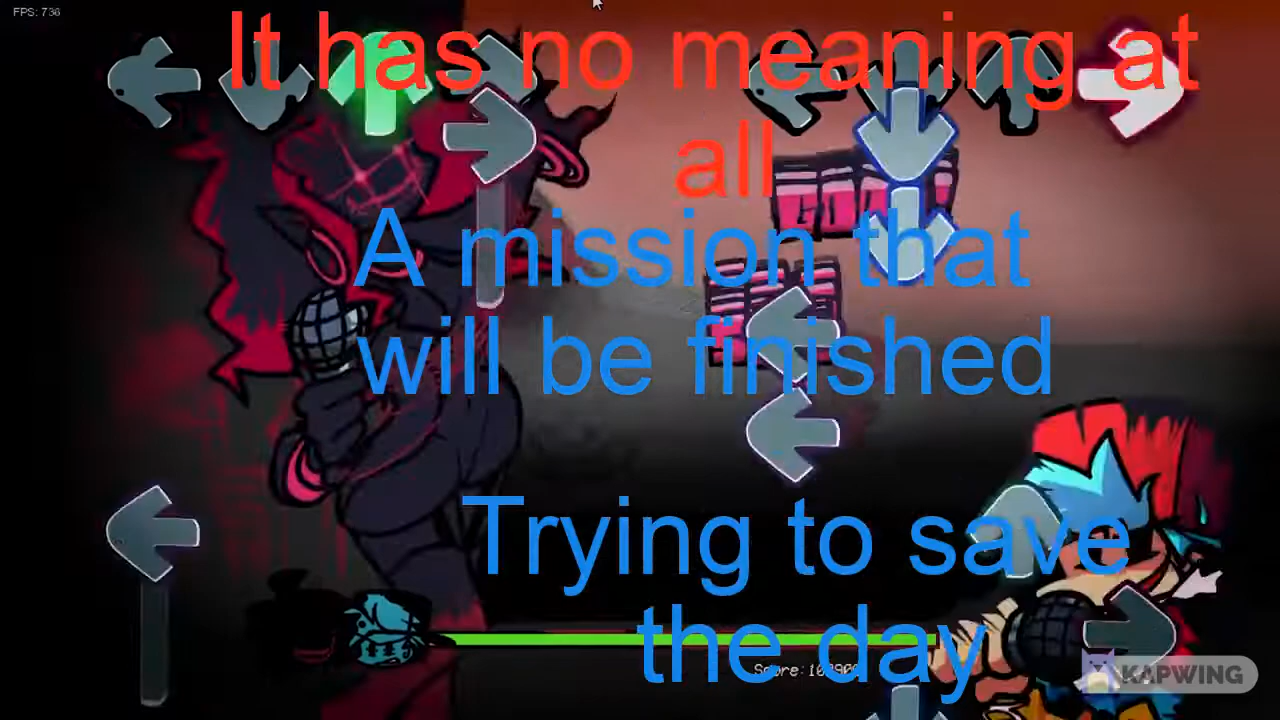 FPS: 736
It has no meaning at
all
GOOD
A mission that
will be finished
Trying to save
the day
KAPWING